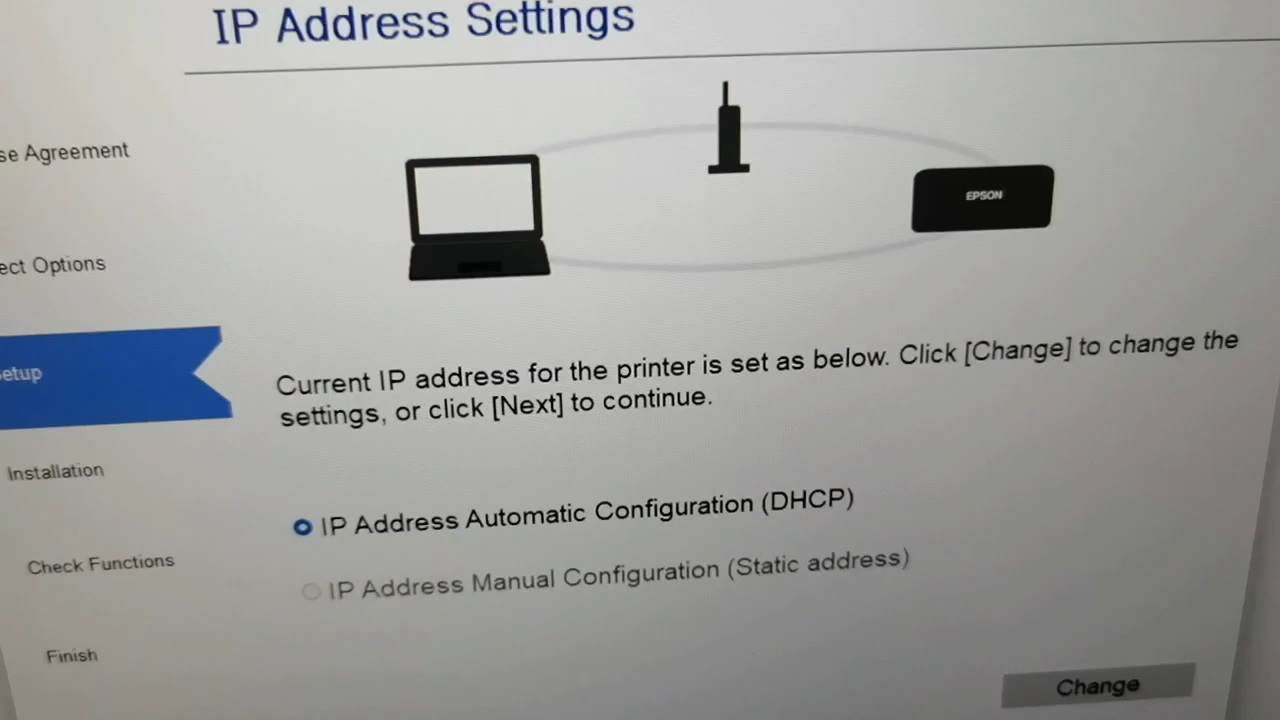 IP Address Settings
se Agreement
EPSON
ect Options
etup
Current IP address for the printer is set as below. Click [Change] to change the
settings, or click [Next] to continue.
Installation
IP Address Automatic Configuration (DHCP)
Check Functions
IP Address Manual Configuration (Static address)
Finish
Change